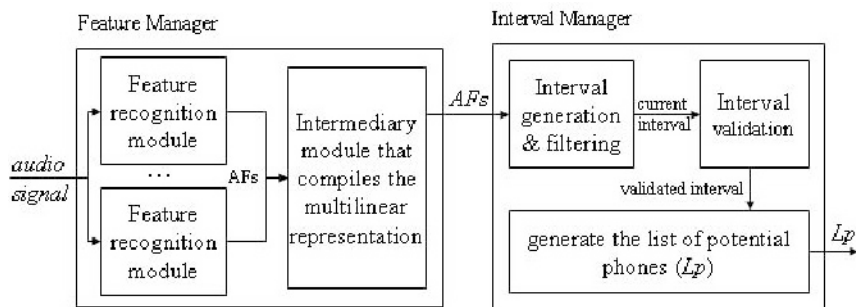 Feature Manager
Feature
recognition
module
...
Feature
recognition
module
audio
signal
AFs
Intermediary
module that
compiles the
multilinear
representation
AFs
Interval Manager
Interval
generation
& filtering
current
interval
Interval
validation
validated interval
generate the list of potential
phones (Lp)
Lp